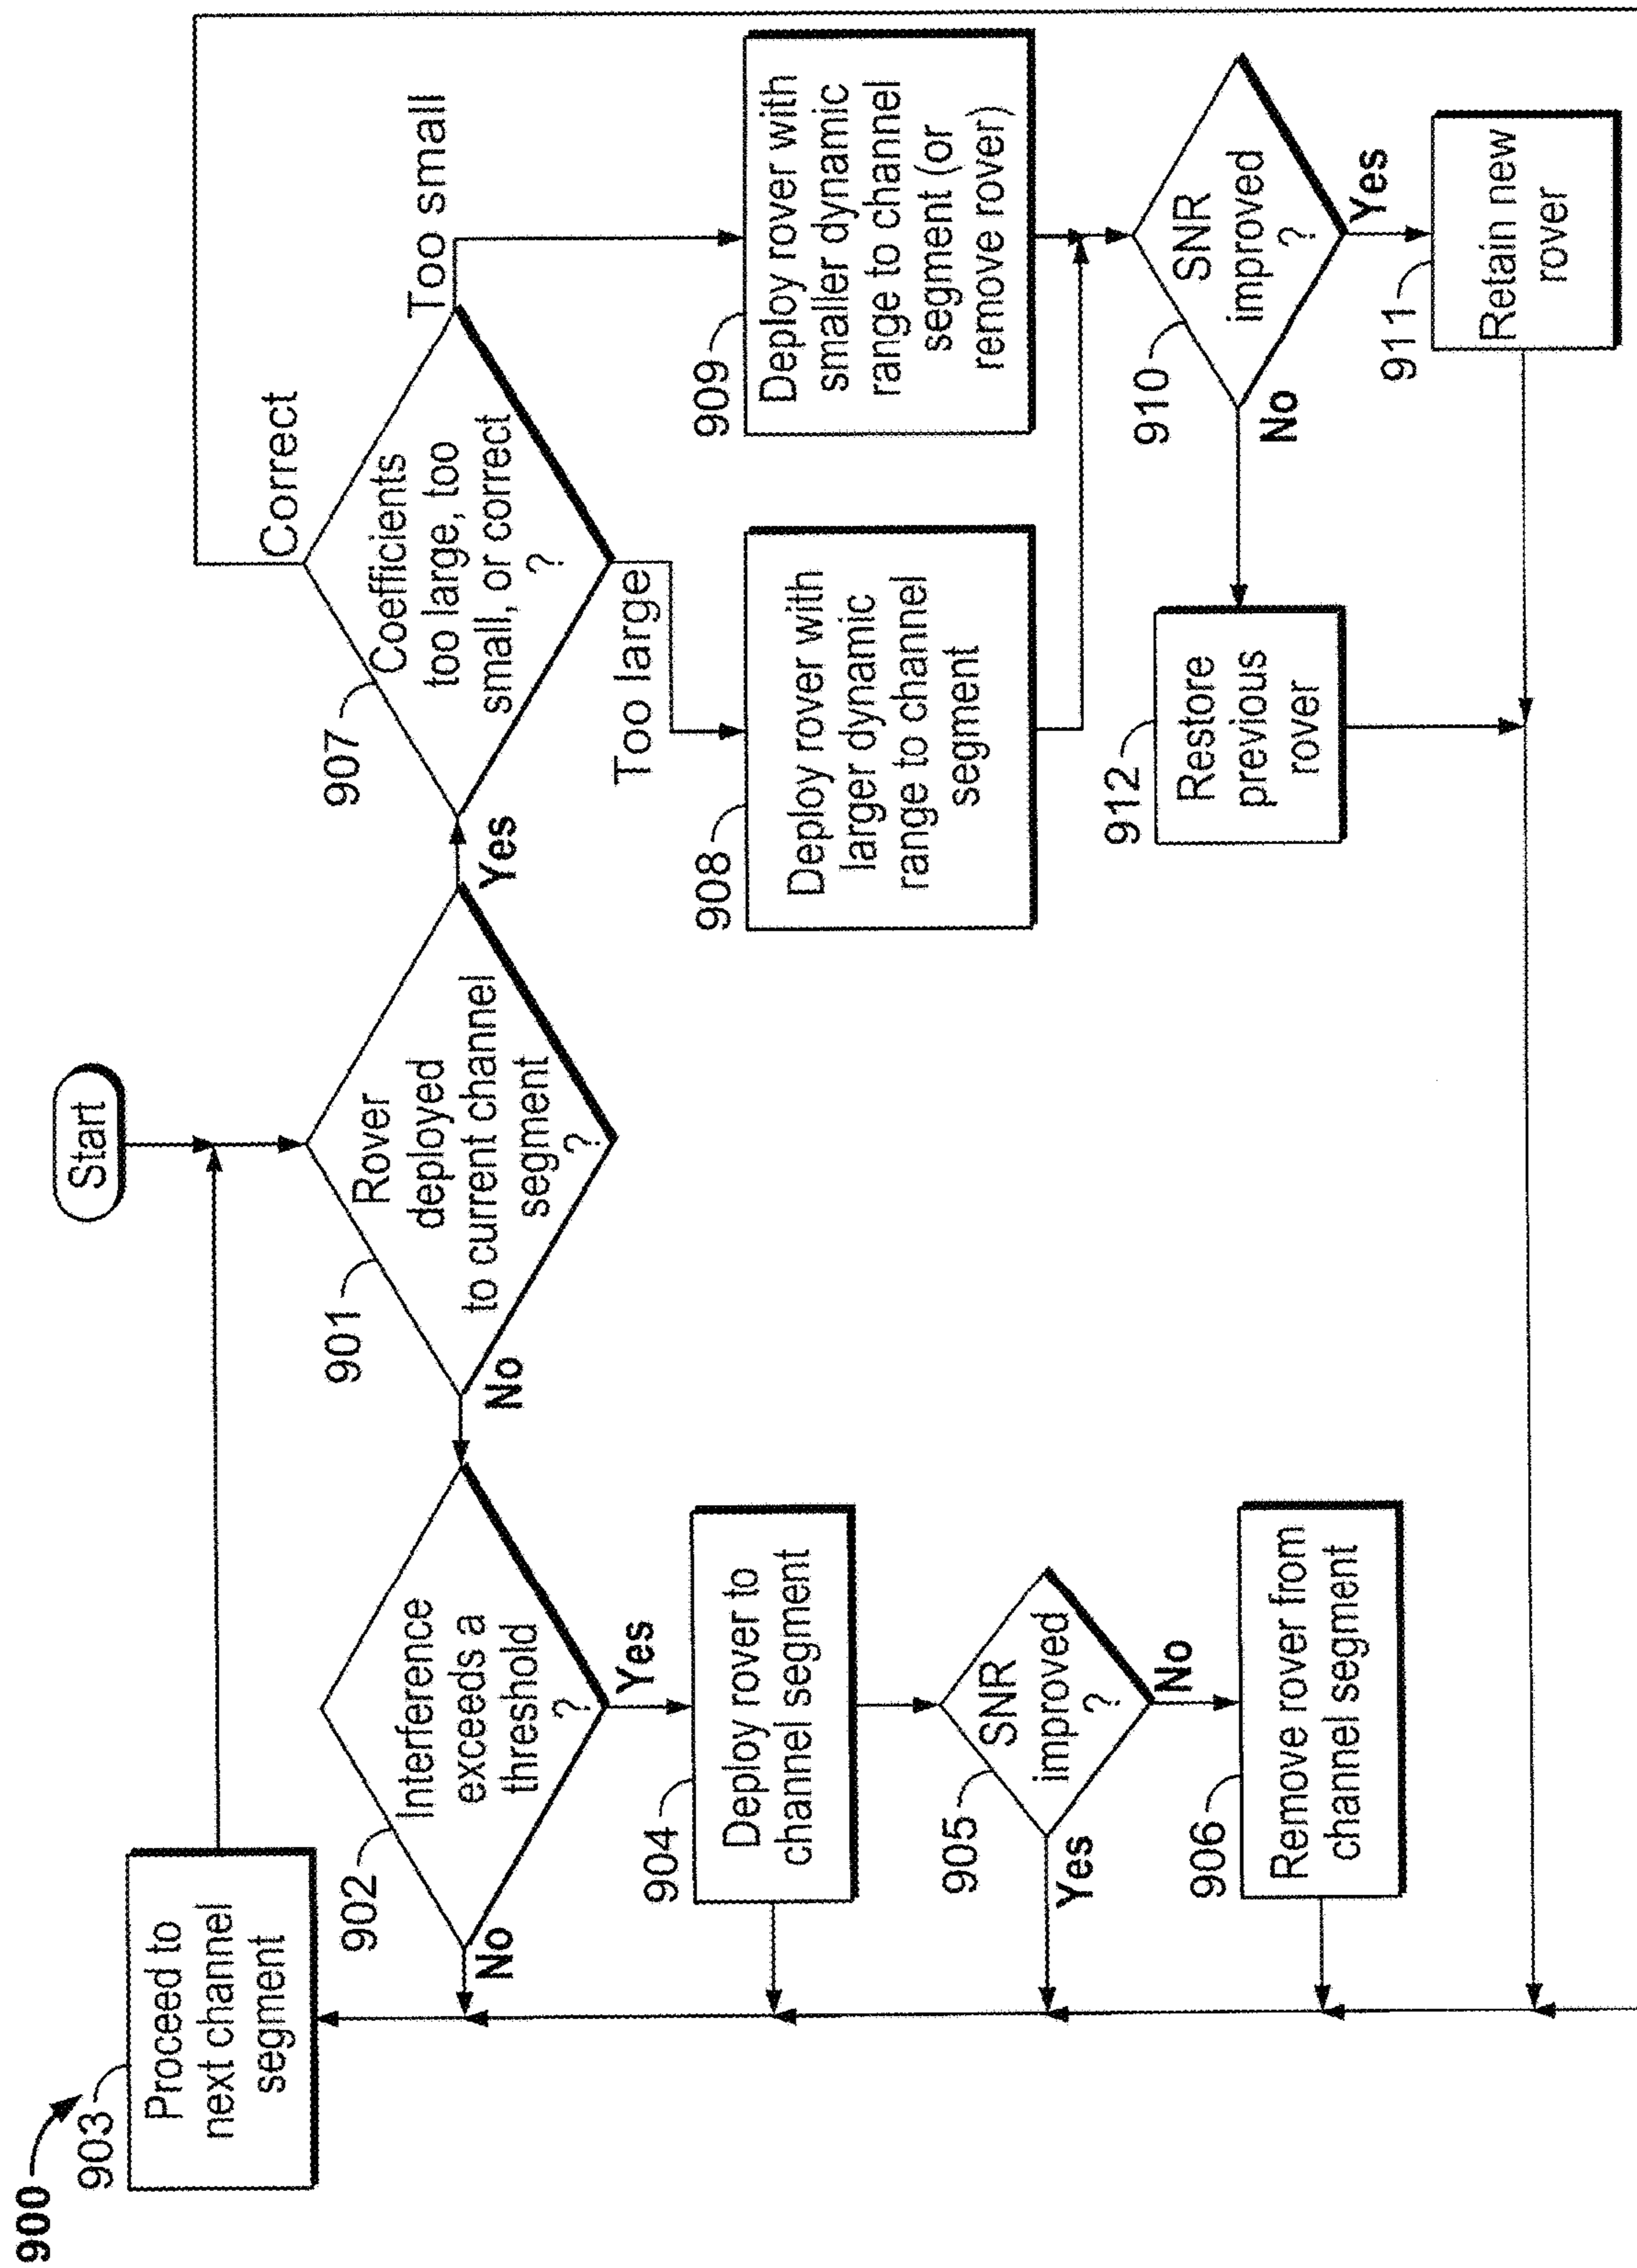 900
Start
903
Proceed to
next channel
segment
901
Rover
deployed
to current channel
segment
?
No
Yes
902
Interference
exceeds a
threshold
?
No
Yes
904
Deploy rover to
channel segment
905
SNR
improved
?
Yes
No
906
Remove rover from
channel segment
907
Coefficients
too large, too
small, or correct
?
Correct
Too small
Too large
908
Deploy rover with
larger dynamic
range to channel
segment
909
Deploy rover with
smaller dynamic
range to channel
segment (or
remove rover)
910
SNR
improved
?
No
Yes
912
Restore
previous
rover
911
Retain new
rover